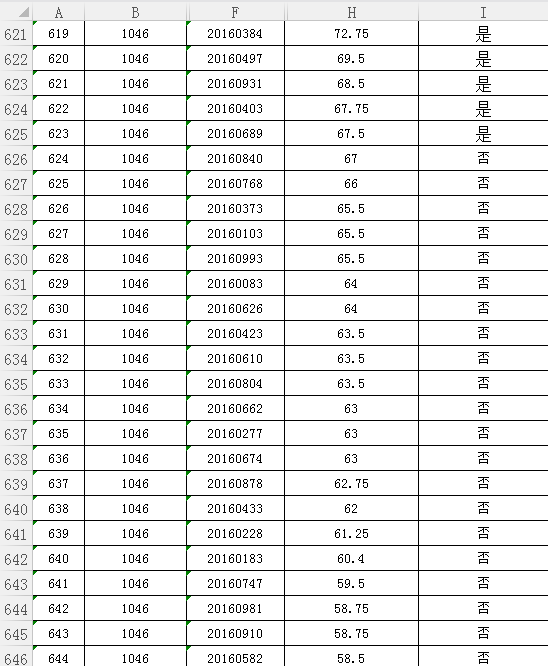 A B F H I
621 619 1046 20160384 72.75 是
622 620 1046 20160497 69.5 是
623 621 1046 20160931 68.5 是
624 622 1046 20160403 67.75 是
625 623 1046 20160689 67.5 是
626 624 1046 20160840 67 否
627 625 1046 20160768 66 否
628 626 1046 20160373 65.5 否
629 627 1046 20160103 65.5 否
630 628 1046 20160993 65.5 否
631 629 1046 20160083 64 否
632 630 1046 20160626 64 否
633 631 1046 20160423 63.5 否
634 632 1046 20160610 63.5 否
635 633 1046 20160804 63.5 否
636 634 1046 20160662 63 否
637 635 1046 20160277 63 否
638 636 1046 20160674 63 否
639 637 1046 20160878 62.75 否
640 638 1046 20160433 62 否
641 639 1046 20160228 61.25 否
642 640 1046 20160183 60.4 否
643 641 1046 20160747 59.5 否
644 642 1046 20160981 58.75 否
645 643 1046 20160910 58.75 否
646 644 1046 20160582 58.5 否